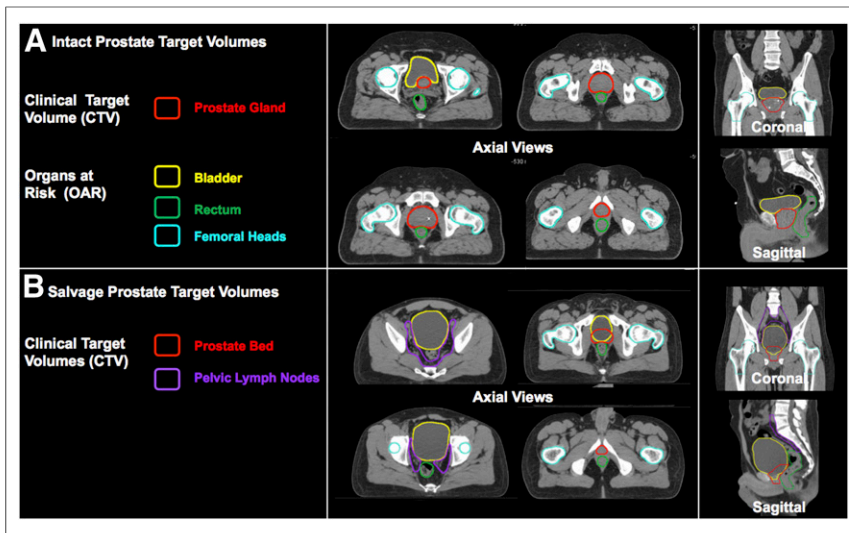 A Intact Prostate Target Volumes
Clinical Target
Volume (CTV)
Prostate Gland
Organs at
Risk (OAR)
Bladder
Rectum
Femoral Heads
Axial Views
Coronal
Sagittal
B Salvage Prostate Target Volumes
Clinical Target
Volumes (CTV)
Prostate Bed
Pelvic Lymph Nodes
Axial Views
Coronal
Sagittal